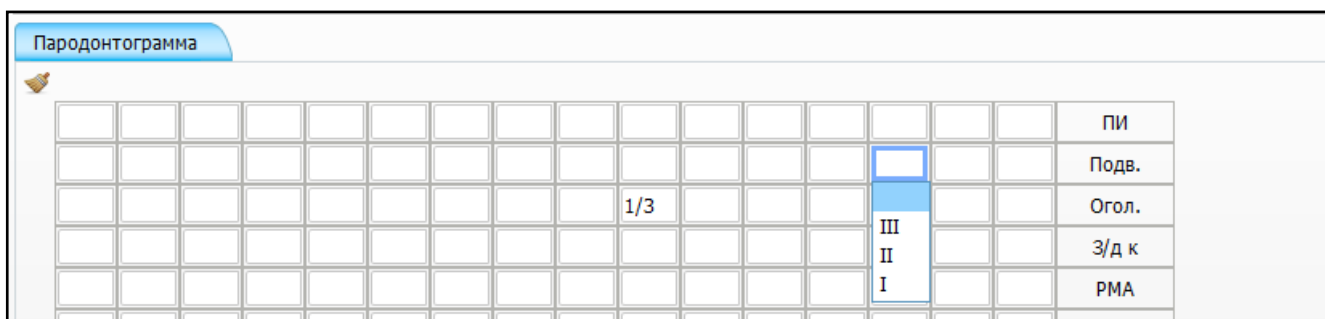 Пародонтограмма
ПИ
Подв.
1/3 Огол.
III
З/д к
II
I РМА